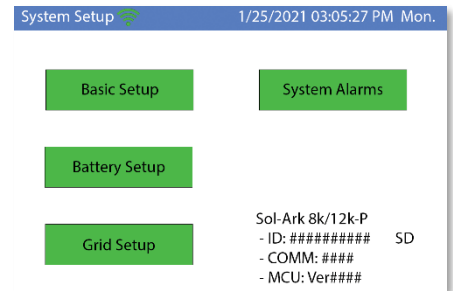 System Setup 1/25/2021 03:05:27 PM Mon.
Basic Setup System Alarms
Battery Setup
Grid Setup
Sol-Ark 8k/12k-P
- ID: ########## SD
- COMM: ####
- MCU: Ver####